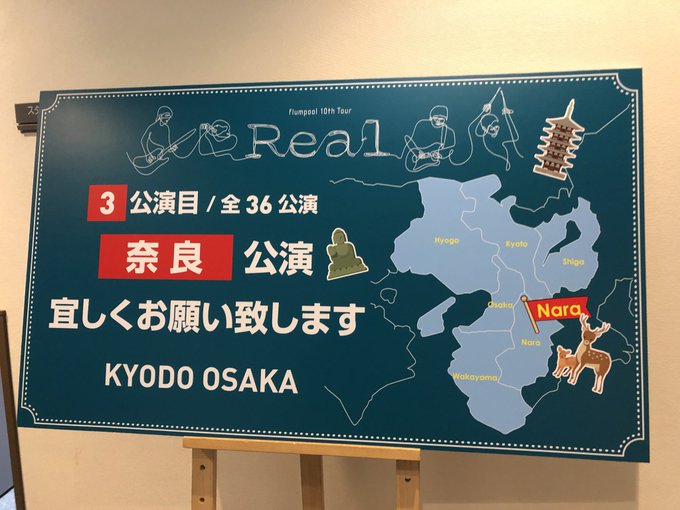 flumpool 10th Tour
Real
3 公演目 / 全 36 公演
奈良 公演
宜しくお願い致します
KYODO OSAKA
Hyogo
Kyoto
Shiga
Osaka
Nara
Nara
Wakayama